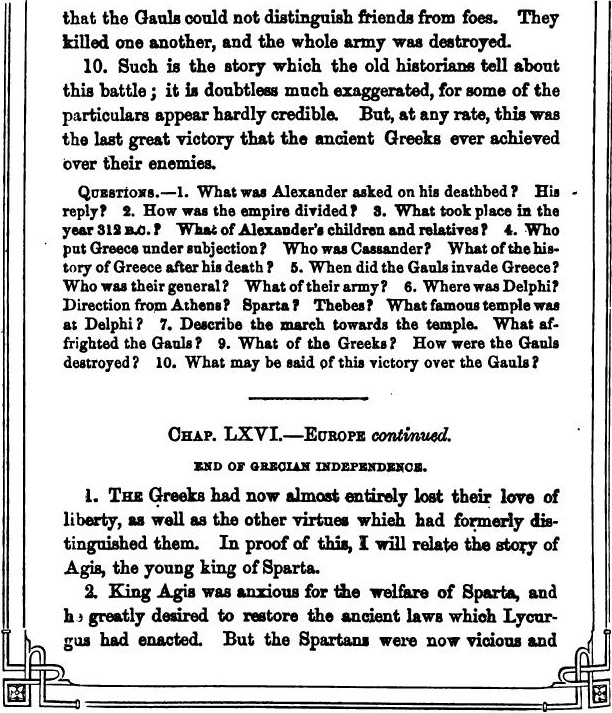 that the Gauls could not distinguish friends from foes. They
killed one another, and the whole army was destroyed.
10. Such is the story which the old historians tell about
this battle; it is doubtless much exaggerated, for some of the
particulars appear hardly credible. But, at any rate, this was
the last great victory that the ancient Greeks ever achieved
over their enemies.
QUESTIONS.—1. What was Alexander asked on his deathbed? His
reply? 2. How was the empire divided? 3. What took place in the
year 312 B.C.? What of Alexander's children and relatives? 4. Who
put Greece under subjection? Who was Cassander? What of the his-
tory of Greece after his death? 5. When did the Gauls invade Greece?
Who was their general? What of their army? 6. Where was Delphi?
Direction from Athens? Sparta? Thebes? What famous temple was
at Delphi? 7. Describe the march towards the temple. What af-
frighted the Gauls? 9. What of the Greeks? How were the Gauls
destroyed? 10. What may be said of this victory over the Gauls?
CHAP. LXVI.—EUROPE continued.
END OF GRECIAN INDEPENDENCE.
1. THE Greeks had now almost entirely lost their love of
liberty, as well as the other virtues which had formerly dis-
tinguished them. In proof of this, I will relate the story of
Agis, the young king of Sparta.
2. King Agis was anxious for the welfare of Sparta, and
he greatly desired to restore the ancient laws which Lycur-
gus had enacted. But the Spartans were now vicious and